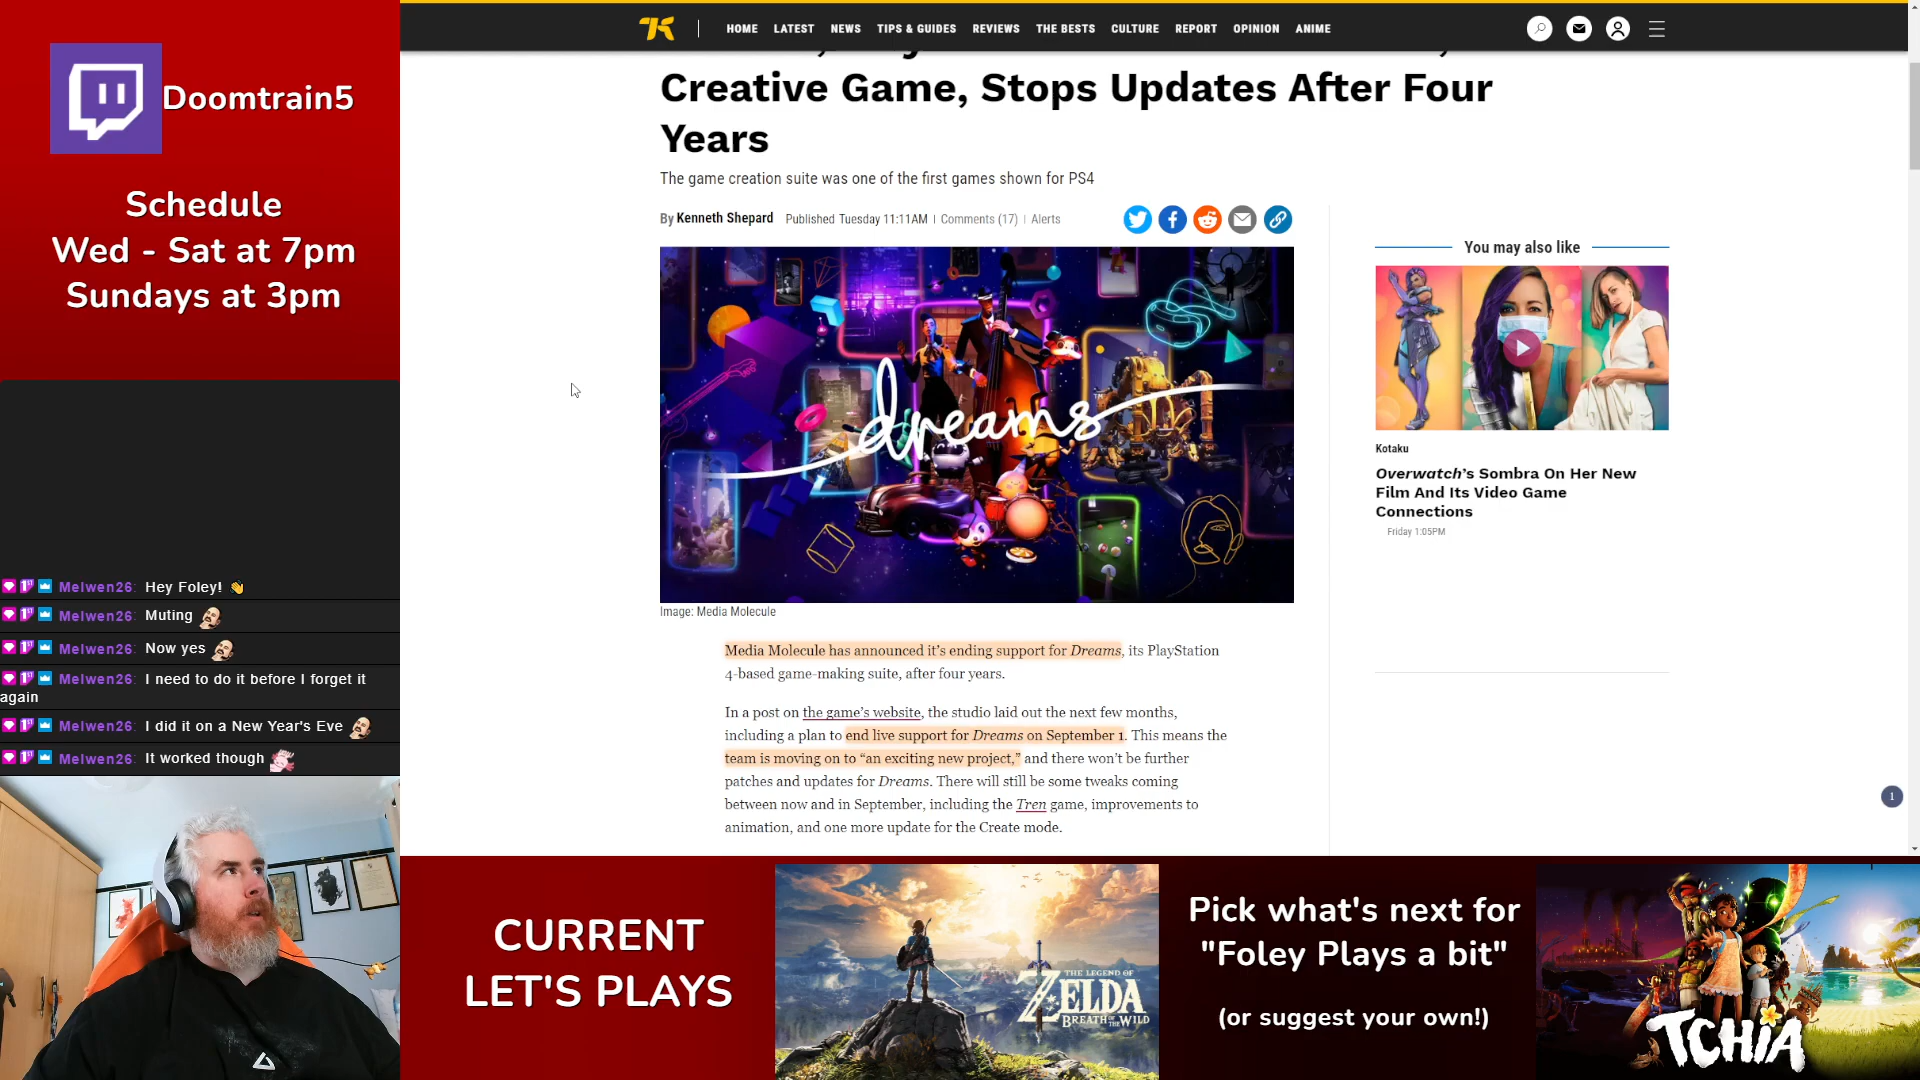 Doomtrain5
Schedule
Wed - Sat at 7pm
Sundays at 3pm
Melwen26: Hey Foley!
Melwen26: Muting
Melwen26: Now yes
Melwen26: I need to do it before I forget it
again
Melwen26: I did it on a New Year's Eve
Melwen26: It worked though
HOME LATEST NEWS TIPS & GUIDES REVIEWS THE BESTS CULTURE REPORT OPINION ANIME
Creative Game, Stops Updates After Four
Years
The game creation suite was one of the first games shown for PS4
By Kenneth Shepard Published Tuesday 11:11AM | Comments (17) | Alerts
dreams™
Image: Media Molecule
Media Molecule has announced it's ending support for Dreams, its PlayStation
4-based game-making suite, after four years.
In a post on the game's website, the studio laid out the next few months,
including a plan to end live support for Dreams on September 1. This means the
team is moving on to “an exciting new project,” and there won't be further
patches and updates for Dreams. There will still be some tweaks coming
between now and in September, including the Tren game, improvements to
animation, and one more update for the Create mode.
You may also like
Kotaku
Overwatch's Sombra On Her New
Film And Its Video Game
Connections
Friday 1:05PM
1
CURRENT
LET'S PLAYS
THE LEGEND OF
ZELDA
BREATH OF THE WILD
Pick what's next for
"Foley Plays a bit"
(or suggest your own!)
TCHIA